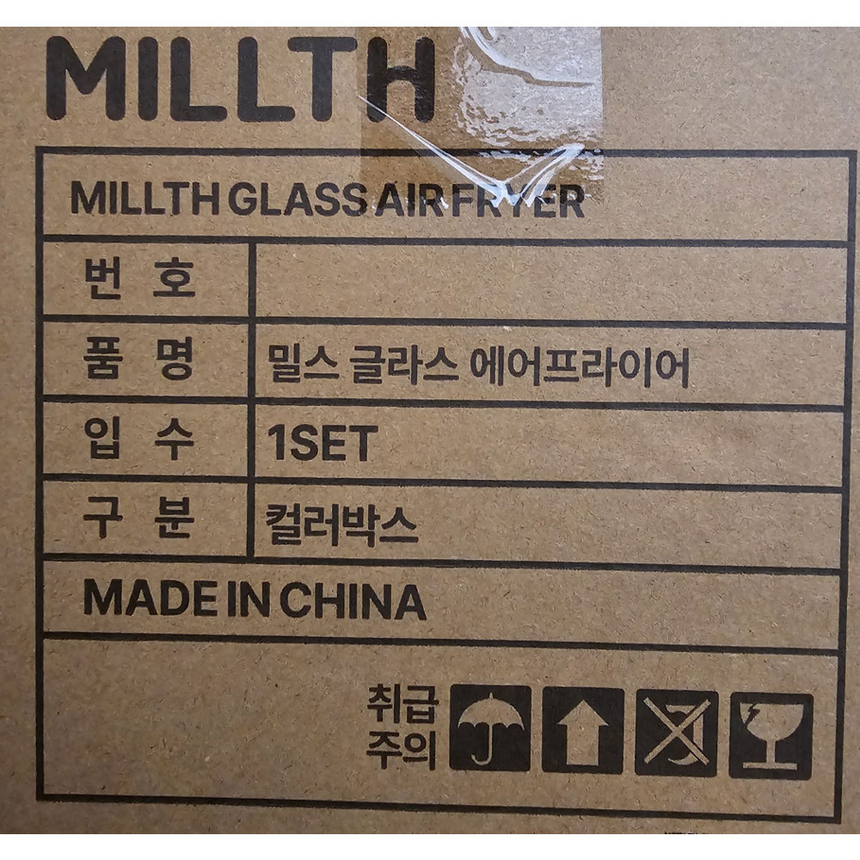 MILLTH
MILLTH GLASS AIR FRYER
번 호
품 명 밀스 글라스 에어프라이어
입 수 1SET
구 분 컬러박스
MADE IN CHINA
취급
주의